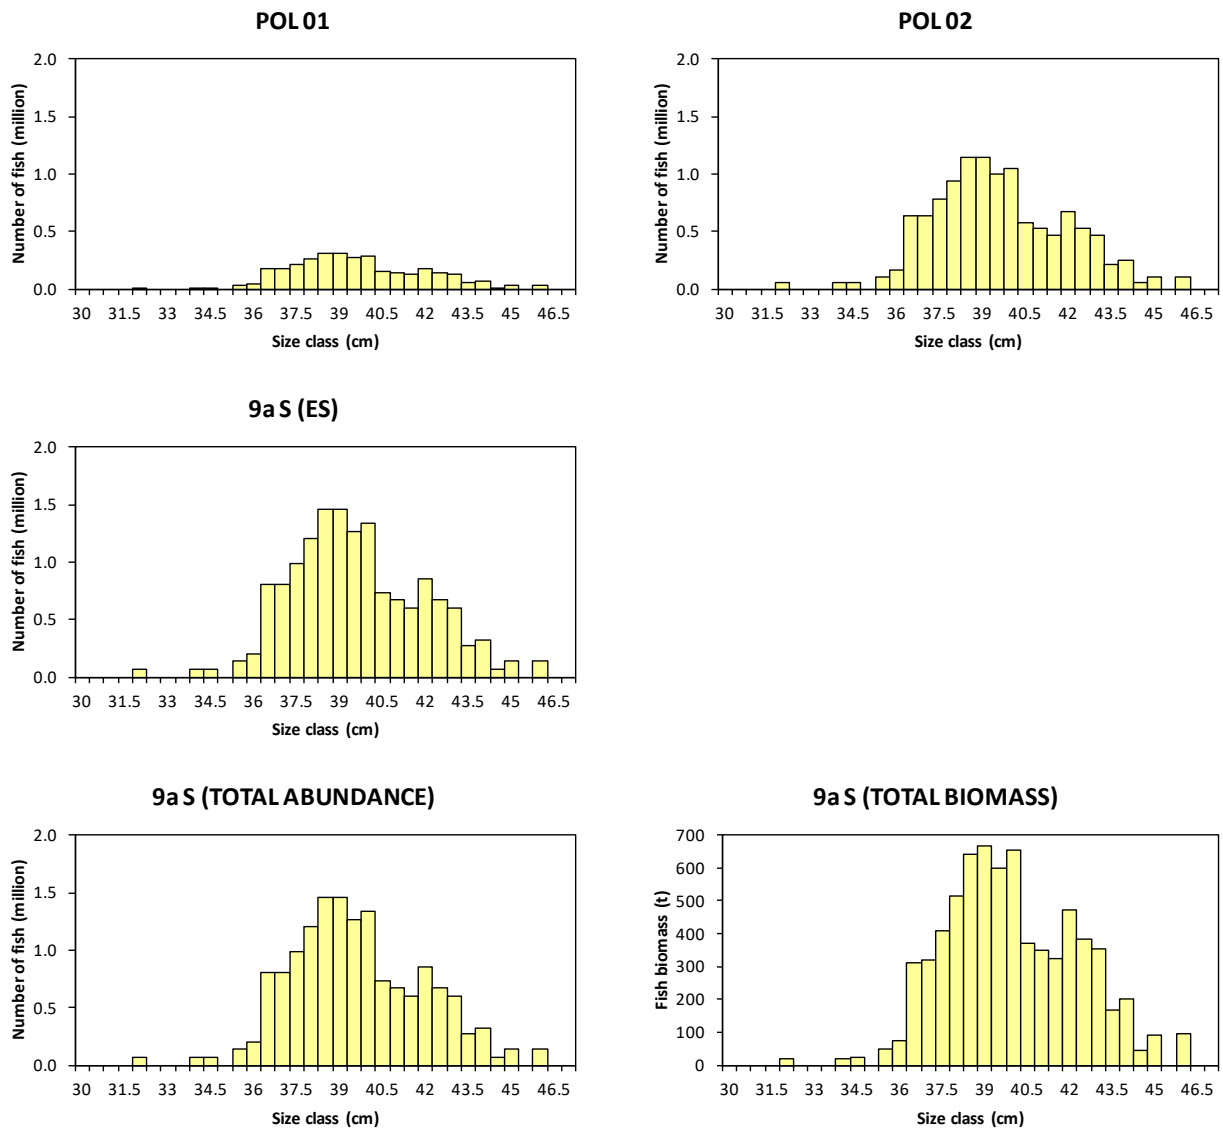 POL 01
2.0
1.5
1.0
0.5
0.0
Number of fish (million)
30 31.5 33 34.5 36 37.5 39 40.5 42 43.5 45 46.5
Size class (cm)
POL 02
2.0
1.5
1.0
0.5
0.0
Number of fish (million)
30 31.5 33 34.5 36 37.5 39 40.5 42 43.5 45 46.5
Size class (cm)
9a S (ES)
2.0
1.5
1.0
0.5
0.0
Number of fish (million)
30 31.5 33 34.5 36 37.5 39 40.5 42 43.5 45 46.5
Size class (cm)
9a S (TOTAL ABUNDANCE)
2.0
1.5
1.0
0.5
0.0
Number of fish (million)
30 31.5 33 34.5 36 37.5 39 40.5 42 43.5 45 46.5
Size class (cm)
9a S (TOTAL BIOMASS)
700
600
500
400
300
200
100
0
Fish biomass (t)
30 31.5 33 34.5 36 37.5 39 40.5 42 43.5 45 46.5
Size class (cm)